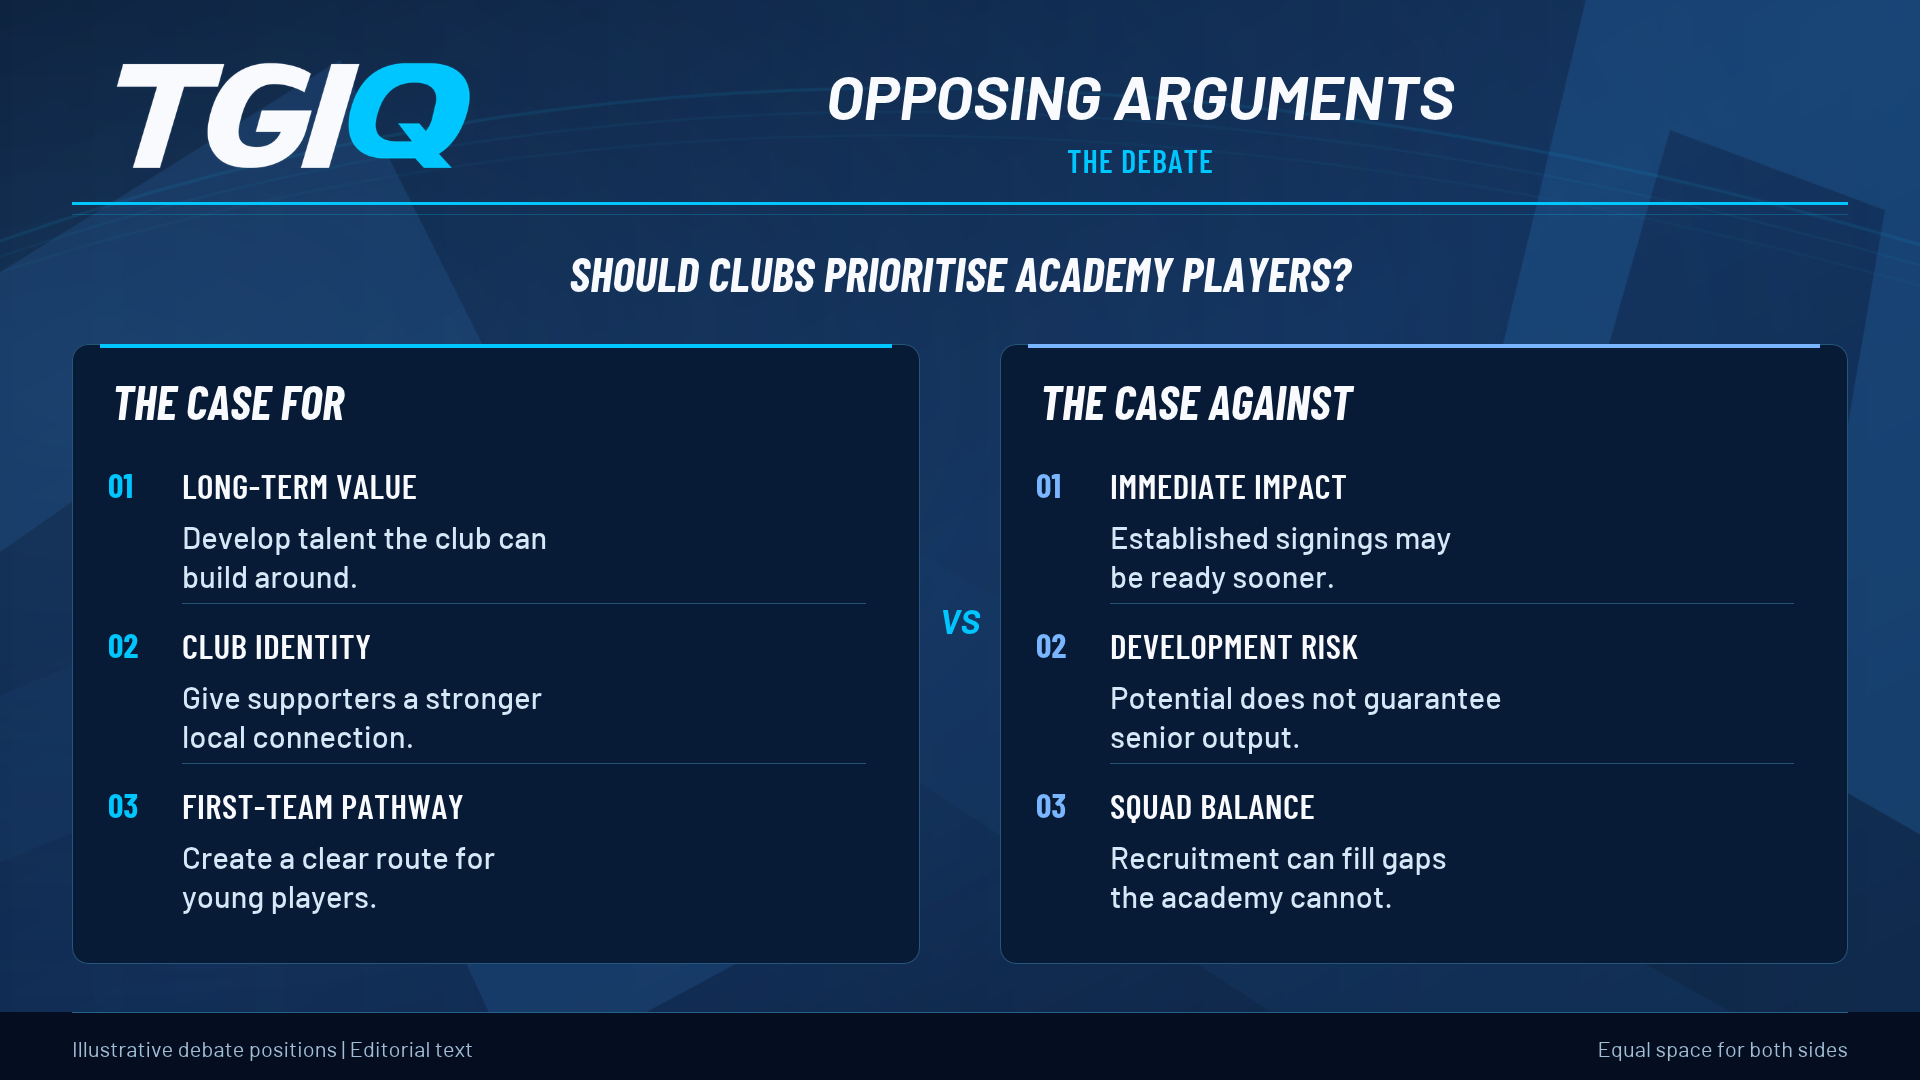 TGIQ
OPPOSING ARGUMENTS
THE DEBATE
SHOULD CLUBS PRIORITISE ACADEMY PLAYERS?
THE CASE FOR
01 LONG-TERM VALUE
Develop talent the club can
build around.
02 CLUB IDENTITY
Give supporters a stronger
local connection.
03 FIRST-TEAM PATHWAY
Create a clear route for
young players.
VS
THE CASE AGAINST
01 IMMEDIATE IMPACT
Established signings may
be ready sooner.
02 DEVELOPMENT RISK
Potential does not guarantee
senior output.
03 SQUAD BALANCE
Recruitment can fill gaps
the academy cannot.
Illustrative debate positions | Editorial text
Equal space for both sides